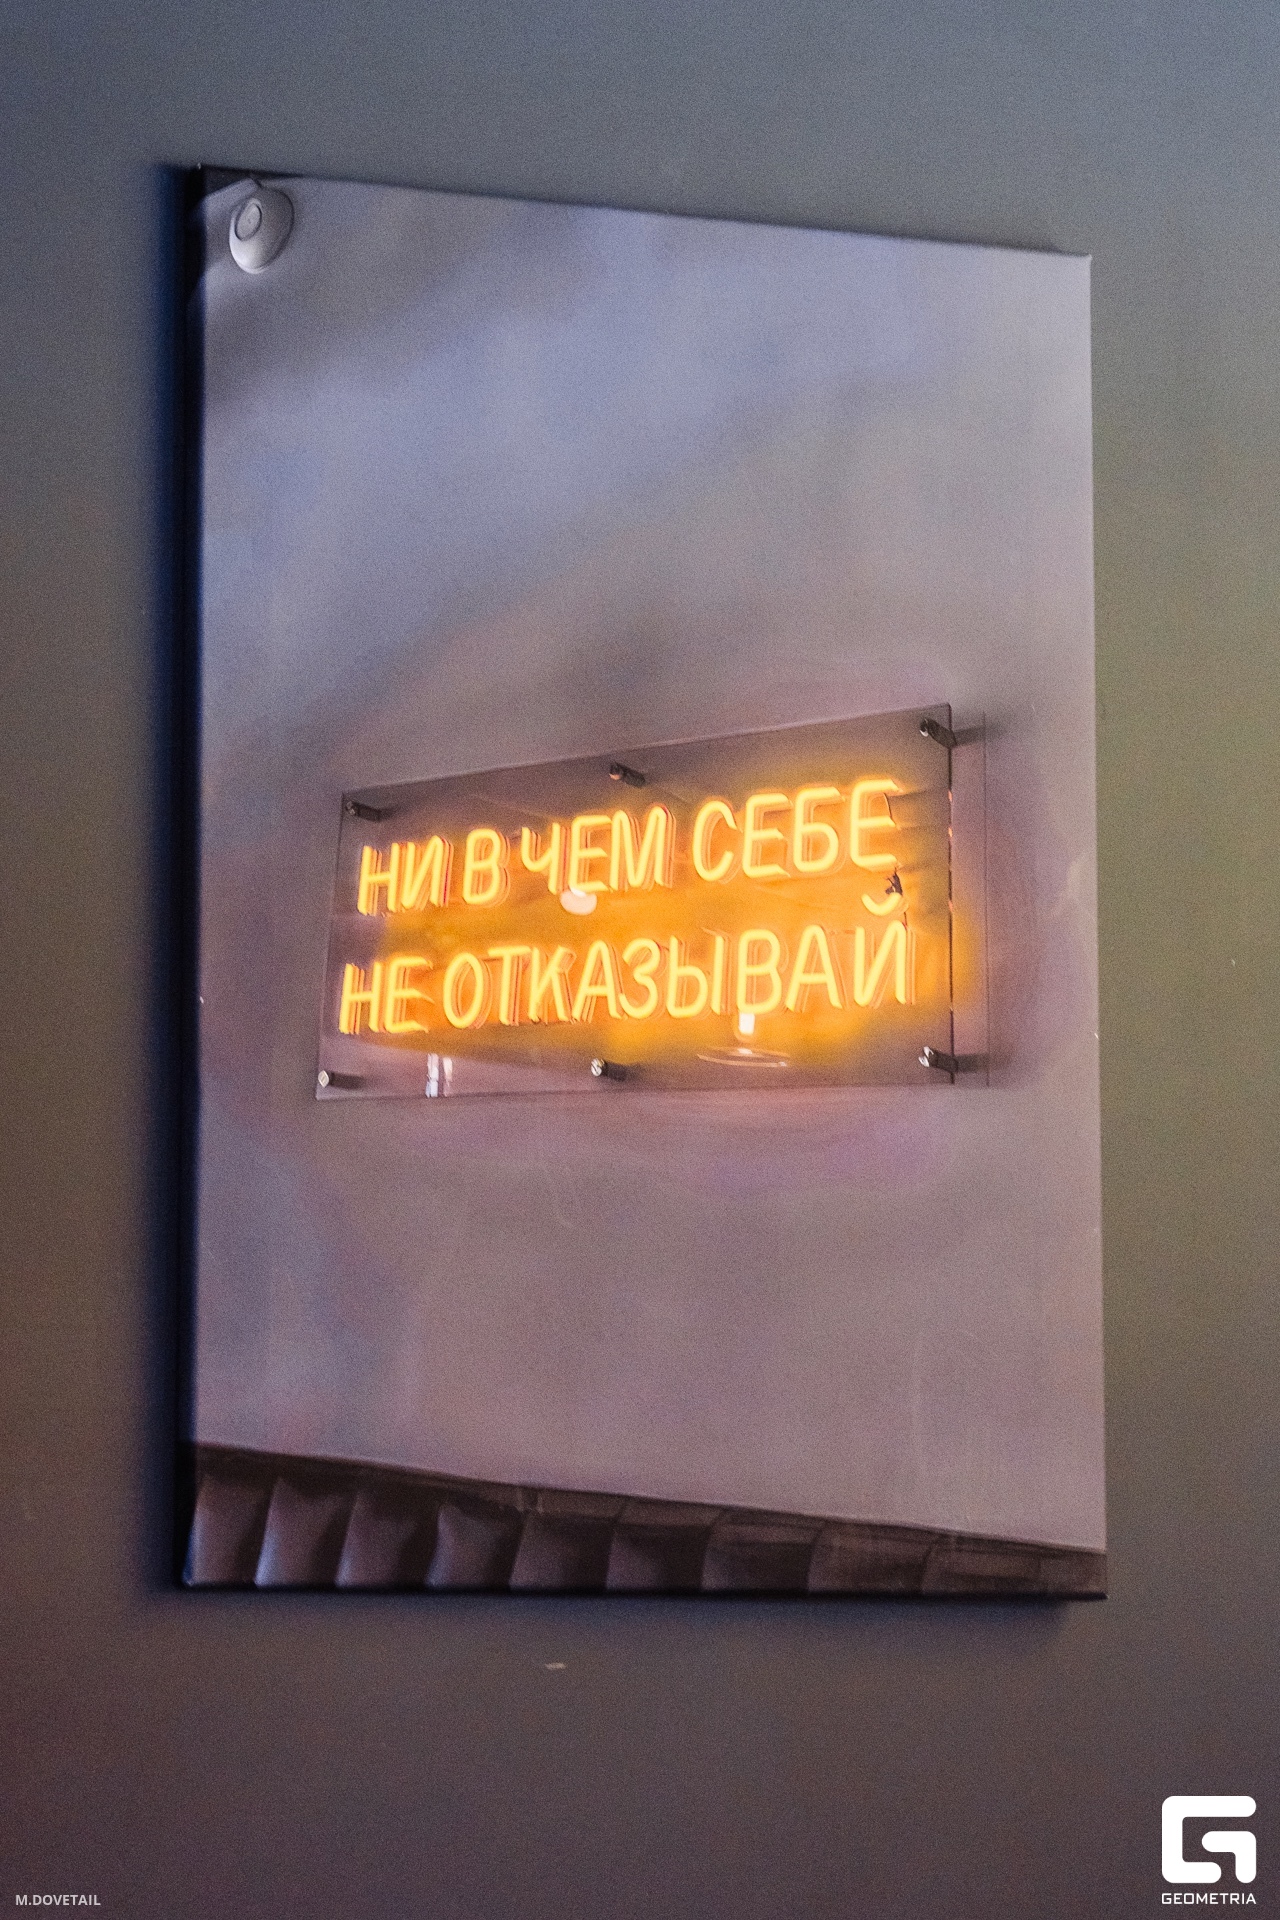 НИ В ЧЕМ СЕБЕ
НЕ ОТКАЗЫВАЙ
M.DOVETAIL
GEOMETRIA